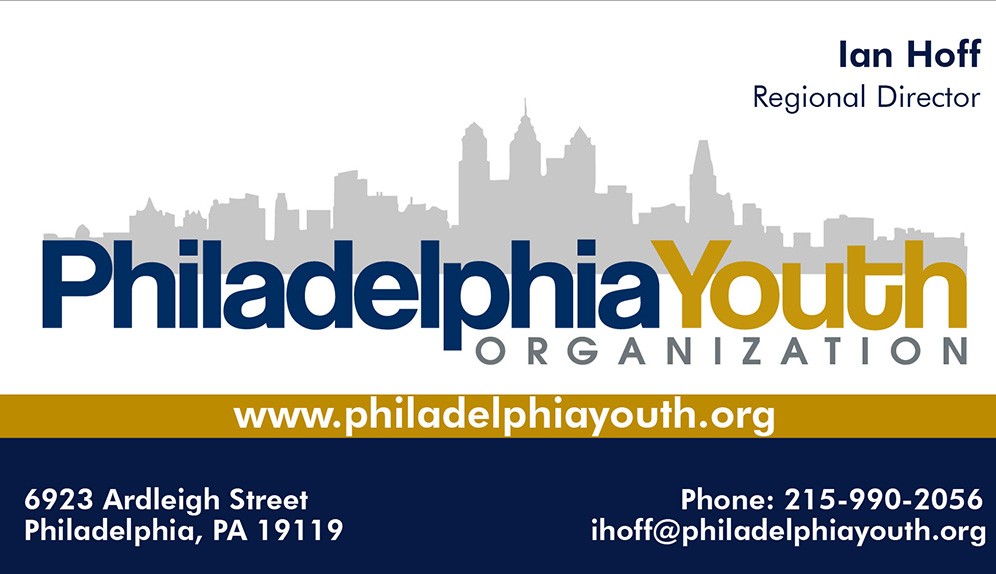 Ian Hoff
Regional Director
PhiladelphiaYouth
ORGANIZATION
www.philadelphiayouth.org
6923 Ardleigh Street
Philadelphia, PA 19119
Phone: 215-990-2056
ihoff@philadelphiayouth.org